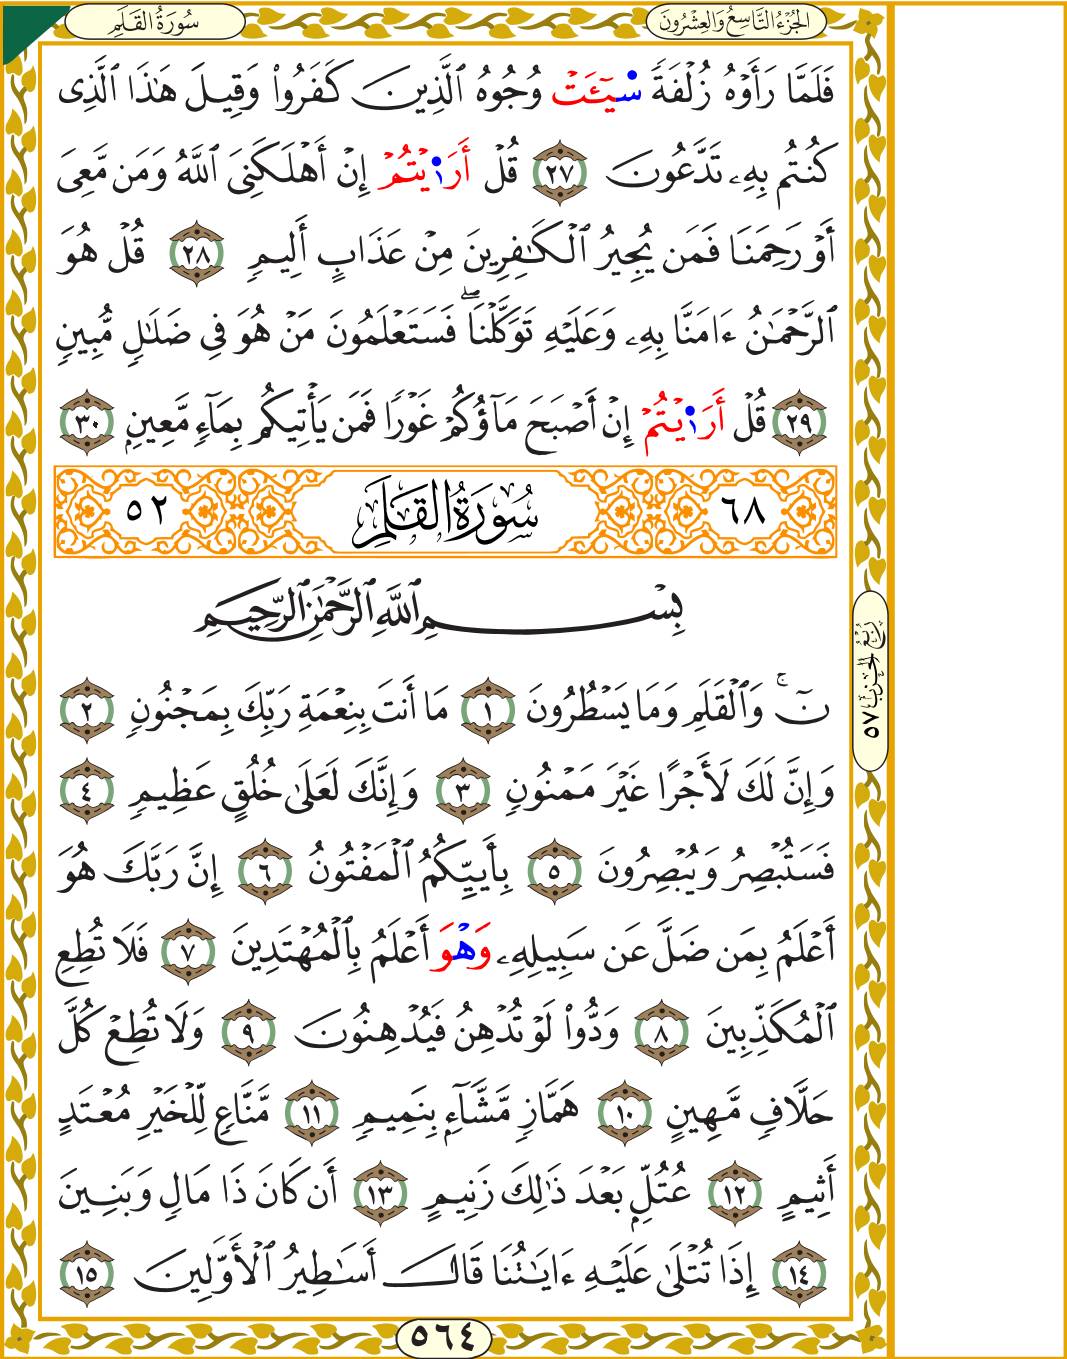 سُورَةُ القَلَمِ
الجُزْءُ التَّاسِعُ وَالعِشْرُونَ
فَلَمَّا رَأَوْهُ زُلْفَةً سِيٓـَٔتْ وُجُوهُ ٱلَّذِينَ كَفَرُوا۟ وَقِيلَ هَٰذَا ٱلَّذِى
كُنتُم بِهِۦ تَدَّعُونَ ٢٧ قُلْ أَرَٰيْتُمْ إِنْ أَهْلَكَنِىَ ٱللَّهُ وَمَن مَّعِىَ
أَوْ رَحِمَنَا فَمَن يُجِيرُ ٱلْكَٰفِرِينَ مِنْ عَذَابٍ أَلِيمٍ ٢٨ قُلْ هُوَ
ٱلرَّحْمَٰنُ ءَامَنَّا بِهِۦ وَعَلَيْهِ تَوَكَّلْنَا ۖ فَسَتَعْلَمُونَ مَنْ هُوَ فِى ضَلَٰلٍ مُّبِينٍ
٢٩ قُلْ أَرَٰيْتُمْ إِنْ أَصْبَحَ مَآؤُكُمْ غَوْرًا فَمَن يَأْتِيكُم بِمَآءٍ مَّعِينٍ ٣٠
٦٨ سُورَةُ القَلَمِ ٥٢
بِسْمِ ٱللَّهِ ٱلرَّحْمَٰنِ ٱلرَّحِيمِ
نٓ ۚ وَٱلْقَلَمِ وَمَا يَسْطُرُونَ ١ مَا أَنتَ بِنِعْمَةِ رَبِّكَ بِمَجْنُونٍ ٢
وَإِنَّ لَكَ لَأَجْرًا غَيْرَ مَمْنُونٍ ٣ وَإِنَّكَ لَعَلَىٰ خُلُقٍ عَظِيمٍ ٤
فَسَتُبْصِرُ وَيُبْصِرُونَ ٥ بِأَييِّكُمُ ٱلْمَفْتُونُ ٦ إِنَّ رَبَّكَ هُوَ
أَعْلَمُ بِمَن ضَلَّ عَن سَبِيلِهِۦ وَهْوَ أَعْلَمُ بِٱلْمُهْتَدِينَ ٧ فَلَا تُطِعِ
ٱلْمُكَذِّبِينَ ٨ وَدُّوا۟ لَوْ تُدْهِنُ فَيُدْهِنُونَ ٩ وَلَا تُطِعْ كُلَّ
حَلَّافٍ مَّهِينٍ ١٠ هَمَّازٍ مَّشَّآءٍ بِنَمِيمٍ ١١ مَّنَّاعٍ لِّلْخَيْرِ مُعْتَدٍ
أَثِيمٍ ١٢ عُتُلٍّ بَعْدَ ذَٰلِكَ زَنِيمٍ ١٣ أَن كَانَ ذَا مَالٍ وَبَنِينَ
١٤ إِذَا تُتْلَىٰ عَلَيْهِ ءَايَٰتُنَا قَالَ أَسَٰطِيرُ ٱلْأَوَّلِينَ ١٥
رُبْعُ الحِزْبِ ٥٧
٥٦٤